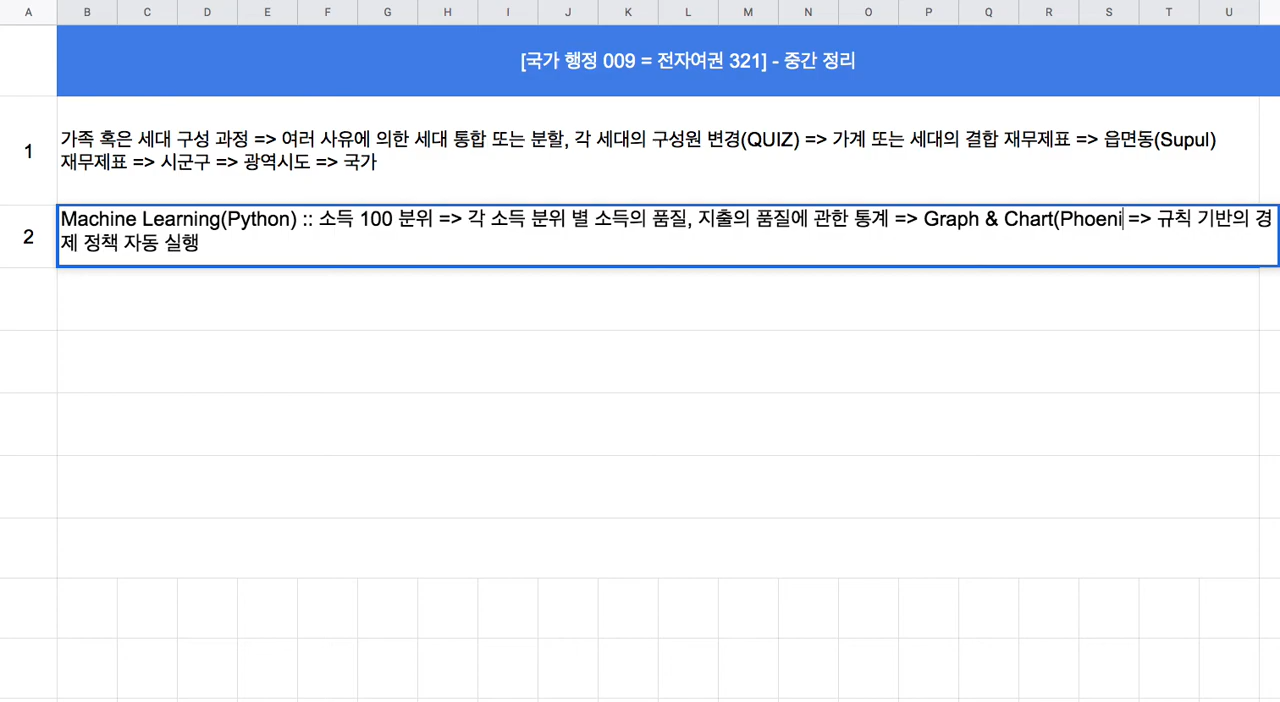 A B C D E F G H I J K L M N O P Q R S T U
[국가 행정 009 = 전자여권 321] - 중간 정리
1
가족 혹은 세대 구성 과정 => 여러 사유에 의한 세대 통합 또는 분할, 각 세대의 구성원 변경(QUIZ) => 가계 또는 세대의 결합 재무제표 => 읍면동(Supul)
재무제표 => 시군구 => 광역시도 => 국가
2
Machine Learning(Python) :: 소득 100 분위 => 각 소득 분위 별 소득의 품질, 지출의 품질에 관한 통계 => Graph & Chart(Phoeni => 규칙 기반의 경
제 정책 자동 실행